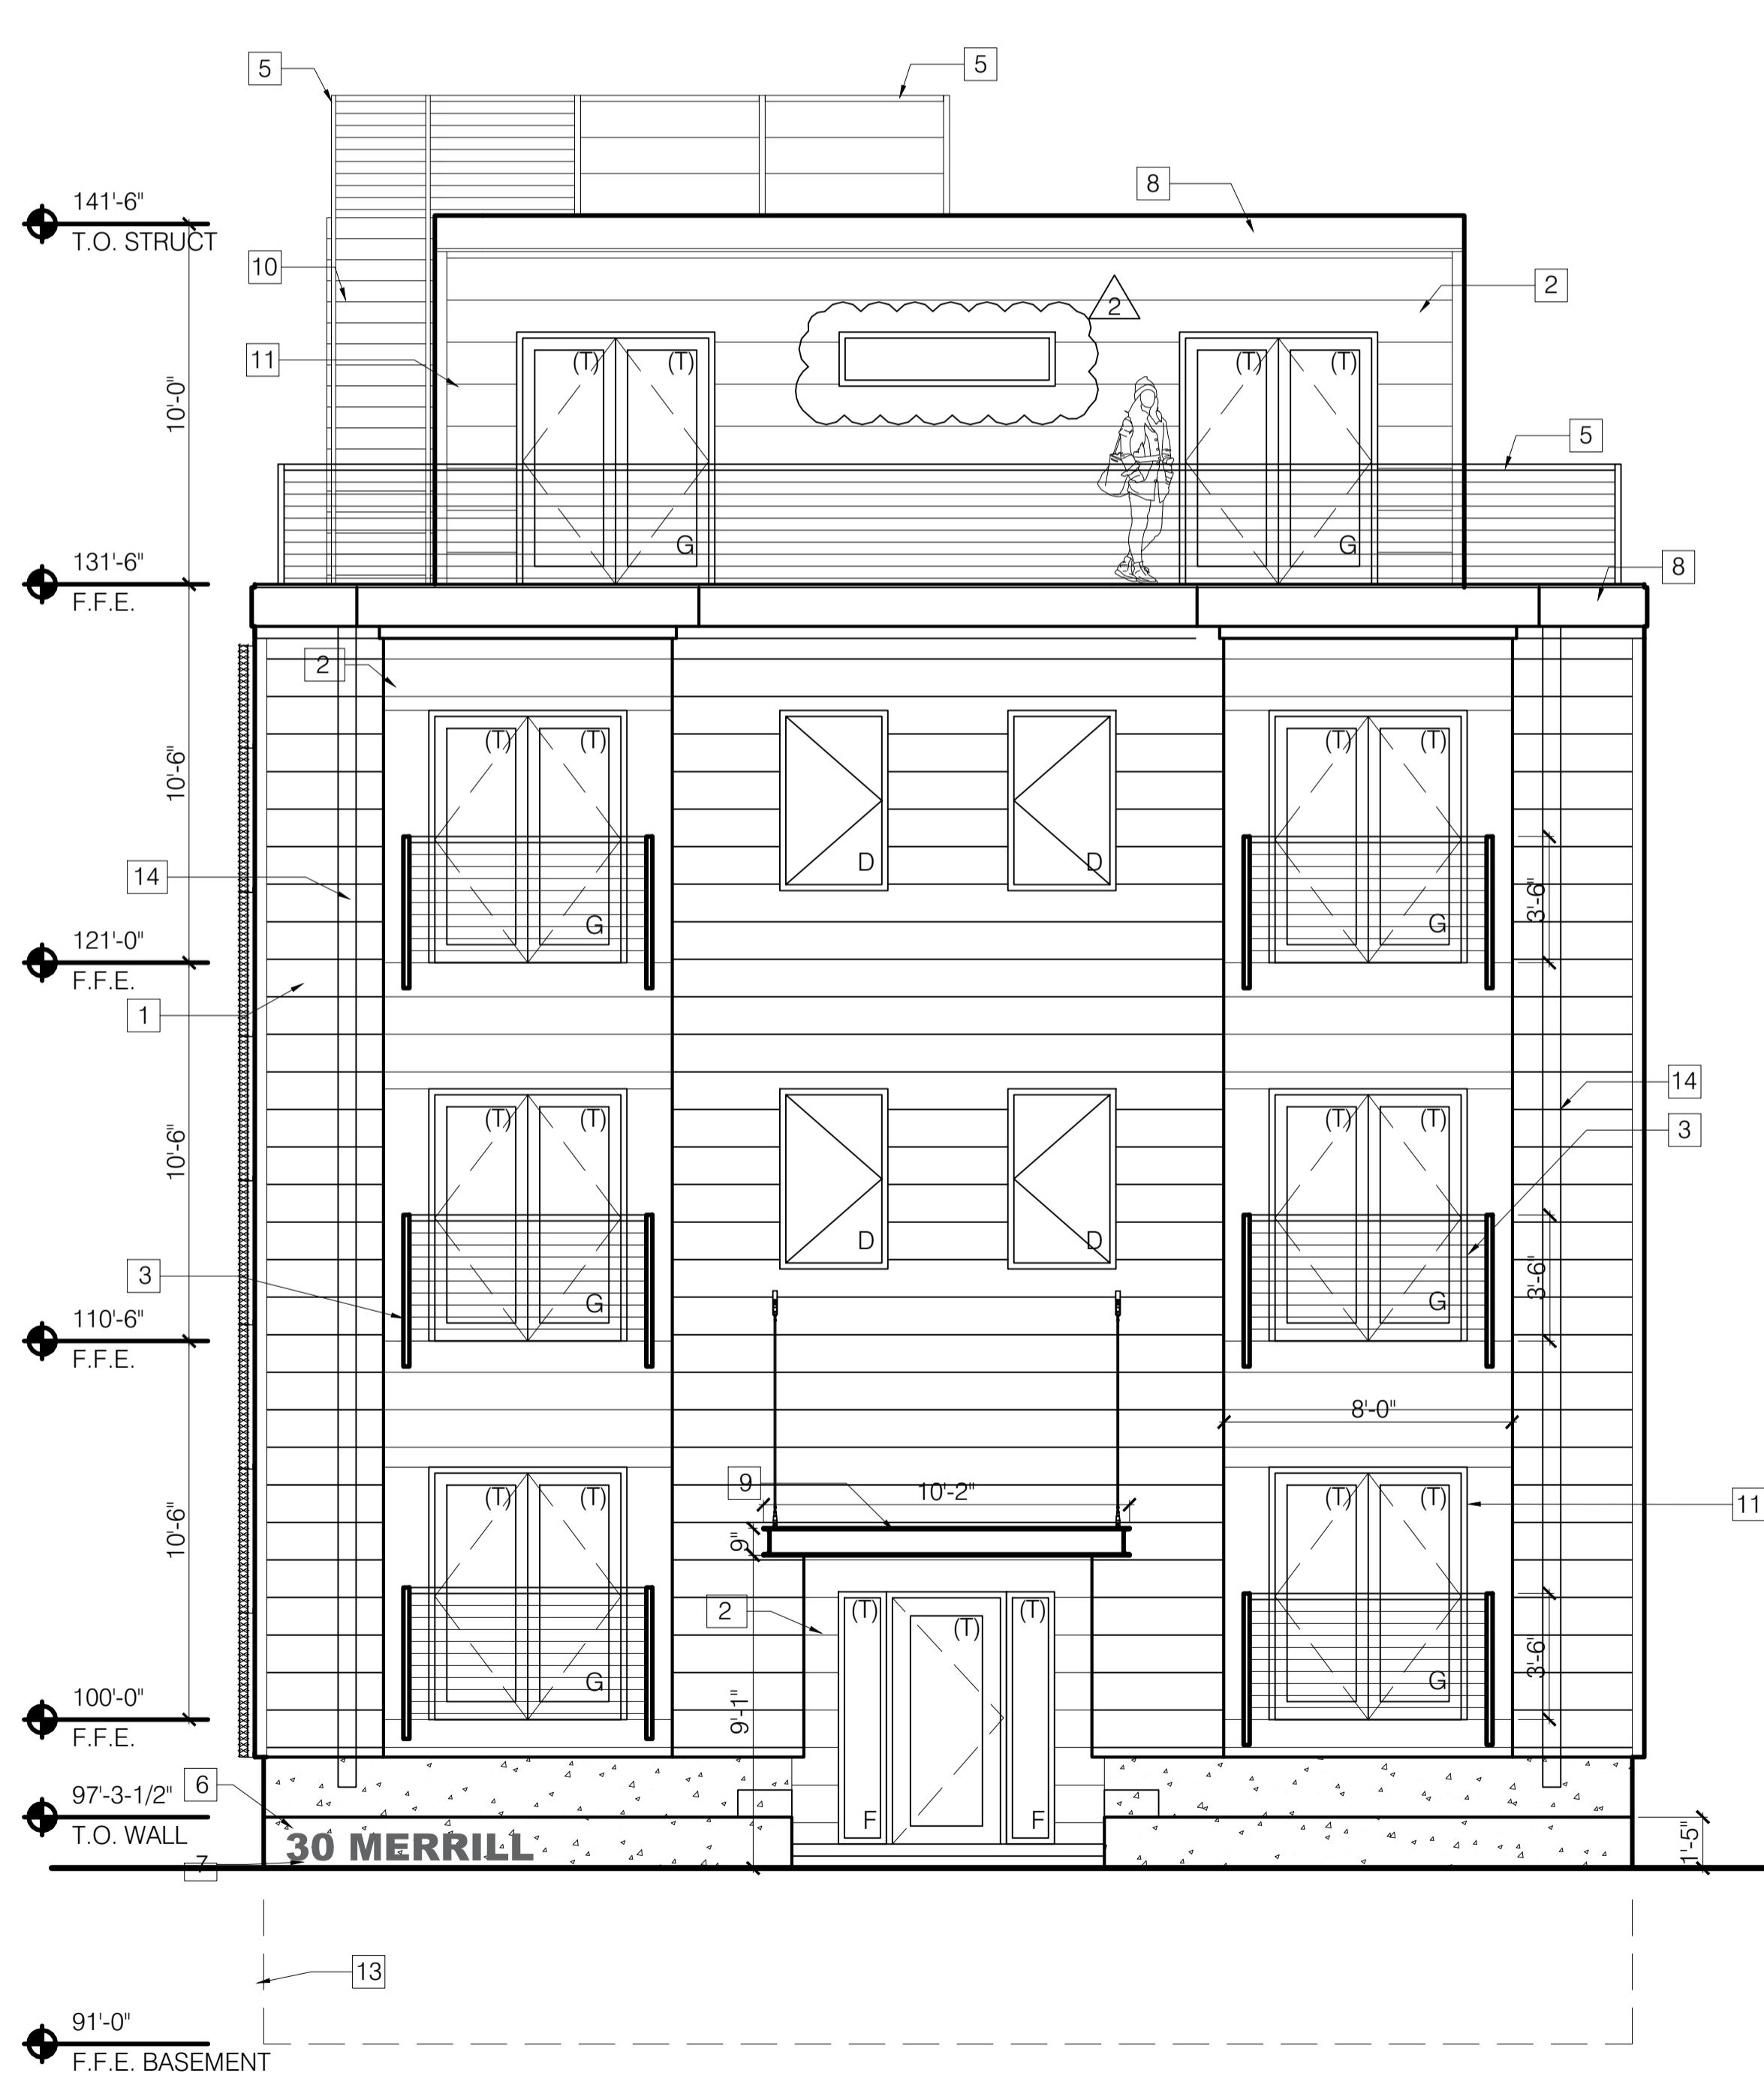 5
5
8
141'-6"
T.O. STRUCT
10
2
2
11
(T) (T) (T) (T)
10'-0"
5
G G
131'-6"
F.F.E.
8
2
(T) (T) (T) (T)
10'-6"
D D
14
3'-6"
G G
121'-0"
F.F.E.
1
14
(T) (T) (T) (T)
3
10'-6"
D D
3
3'-6"
G G
110'-6"
F.F.E.
8'-0"
9
10'-2"
(T) (T) (T) (T)
11
10'-6"
9"
2
(T) (T) (T)
3'-6"
G G
100'-0"
F.F.E.
9'-1"
6
97'-3-1/2"
T.O. WALL
F F
1'-5"
30 MERRILL
7
13
91'-0"
F.F.E. BASEMENT